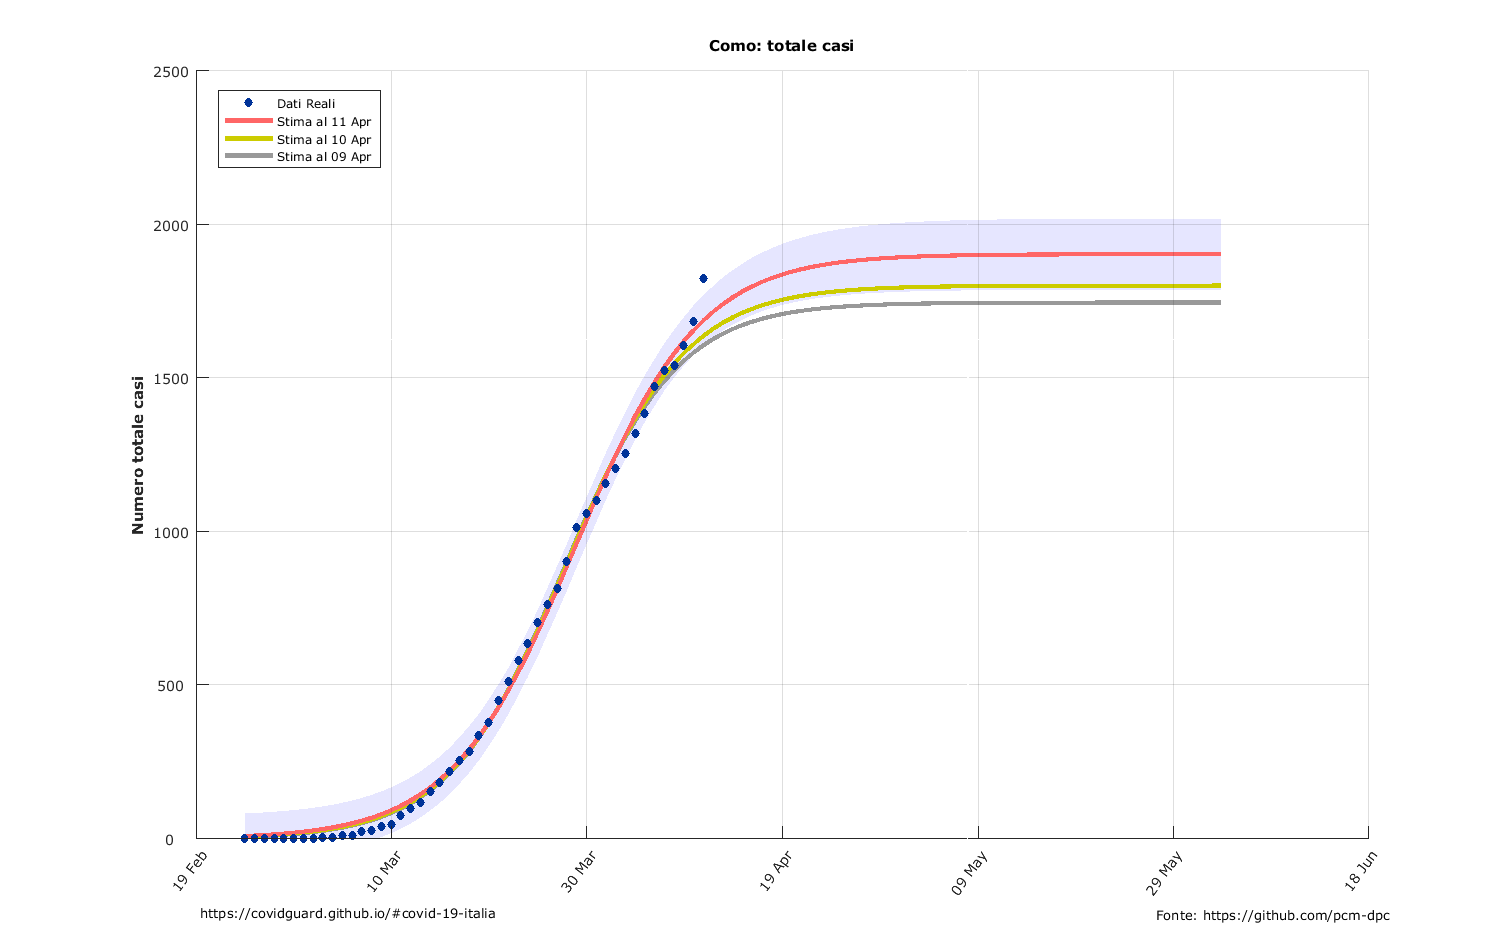 Como: totale casi
2500
2000
1500
1000
500
0
Numero totale casi
Dati Reali
Stima al 11 Apr
Stima al 10 Apr
Stima al 09 Apr
19 Feb
10 Mar
30 Mar
19 Apr
09 May
29 May
18 Jun
https://covidguard.github.io/#covid-19-italia
Fonte: https://github.com/pcm-dpc